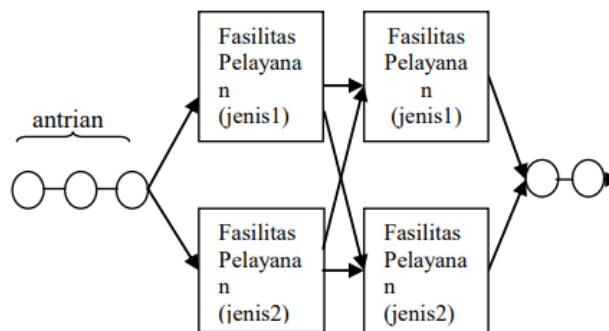 antrian
Fasilitas
Pelayana
n
(jenis1)
Fasilitas
Pelayana
n
(jenis1)
Fasilitas
Pelayana
n
(jenis2)
Fasilitas
Pelayana
n
(jenis2)